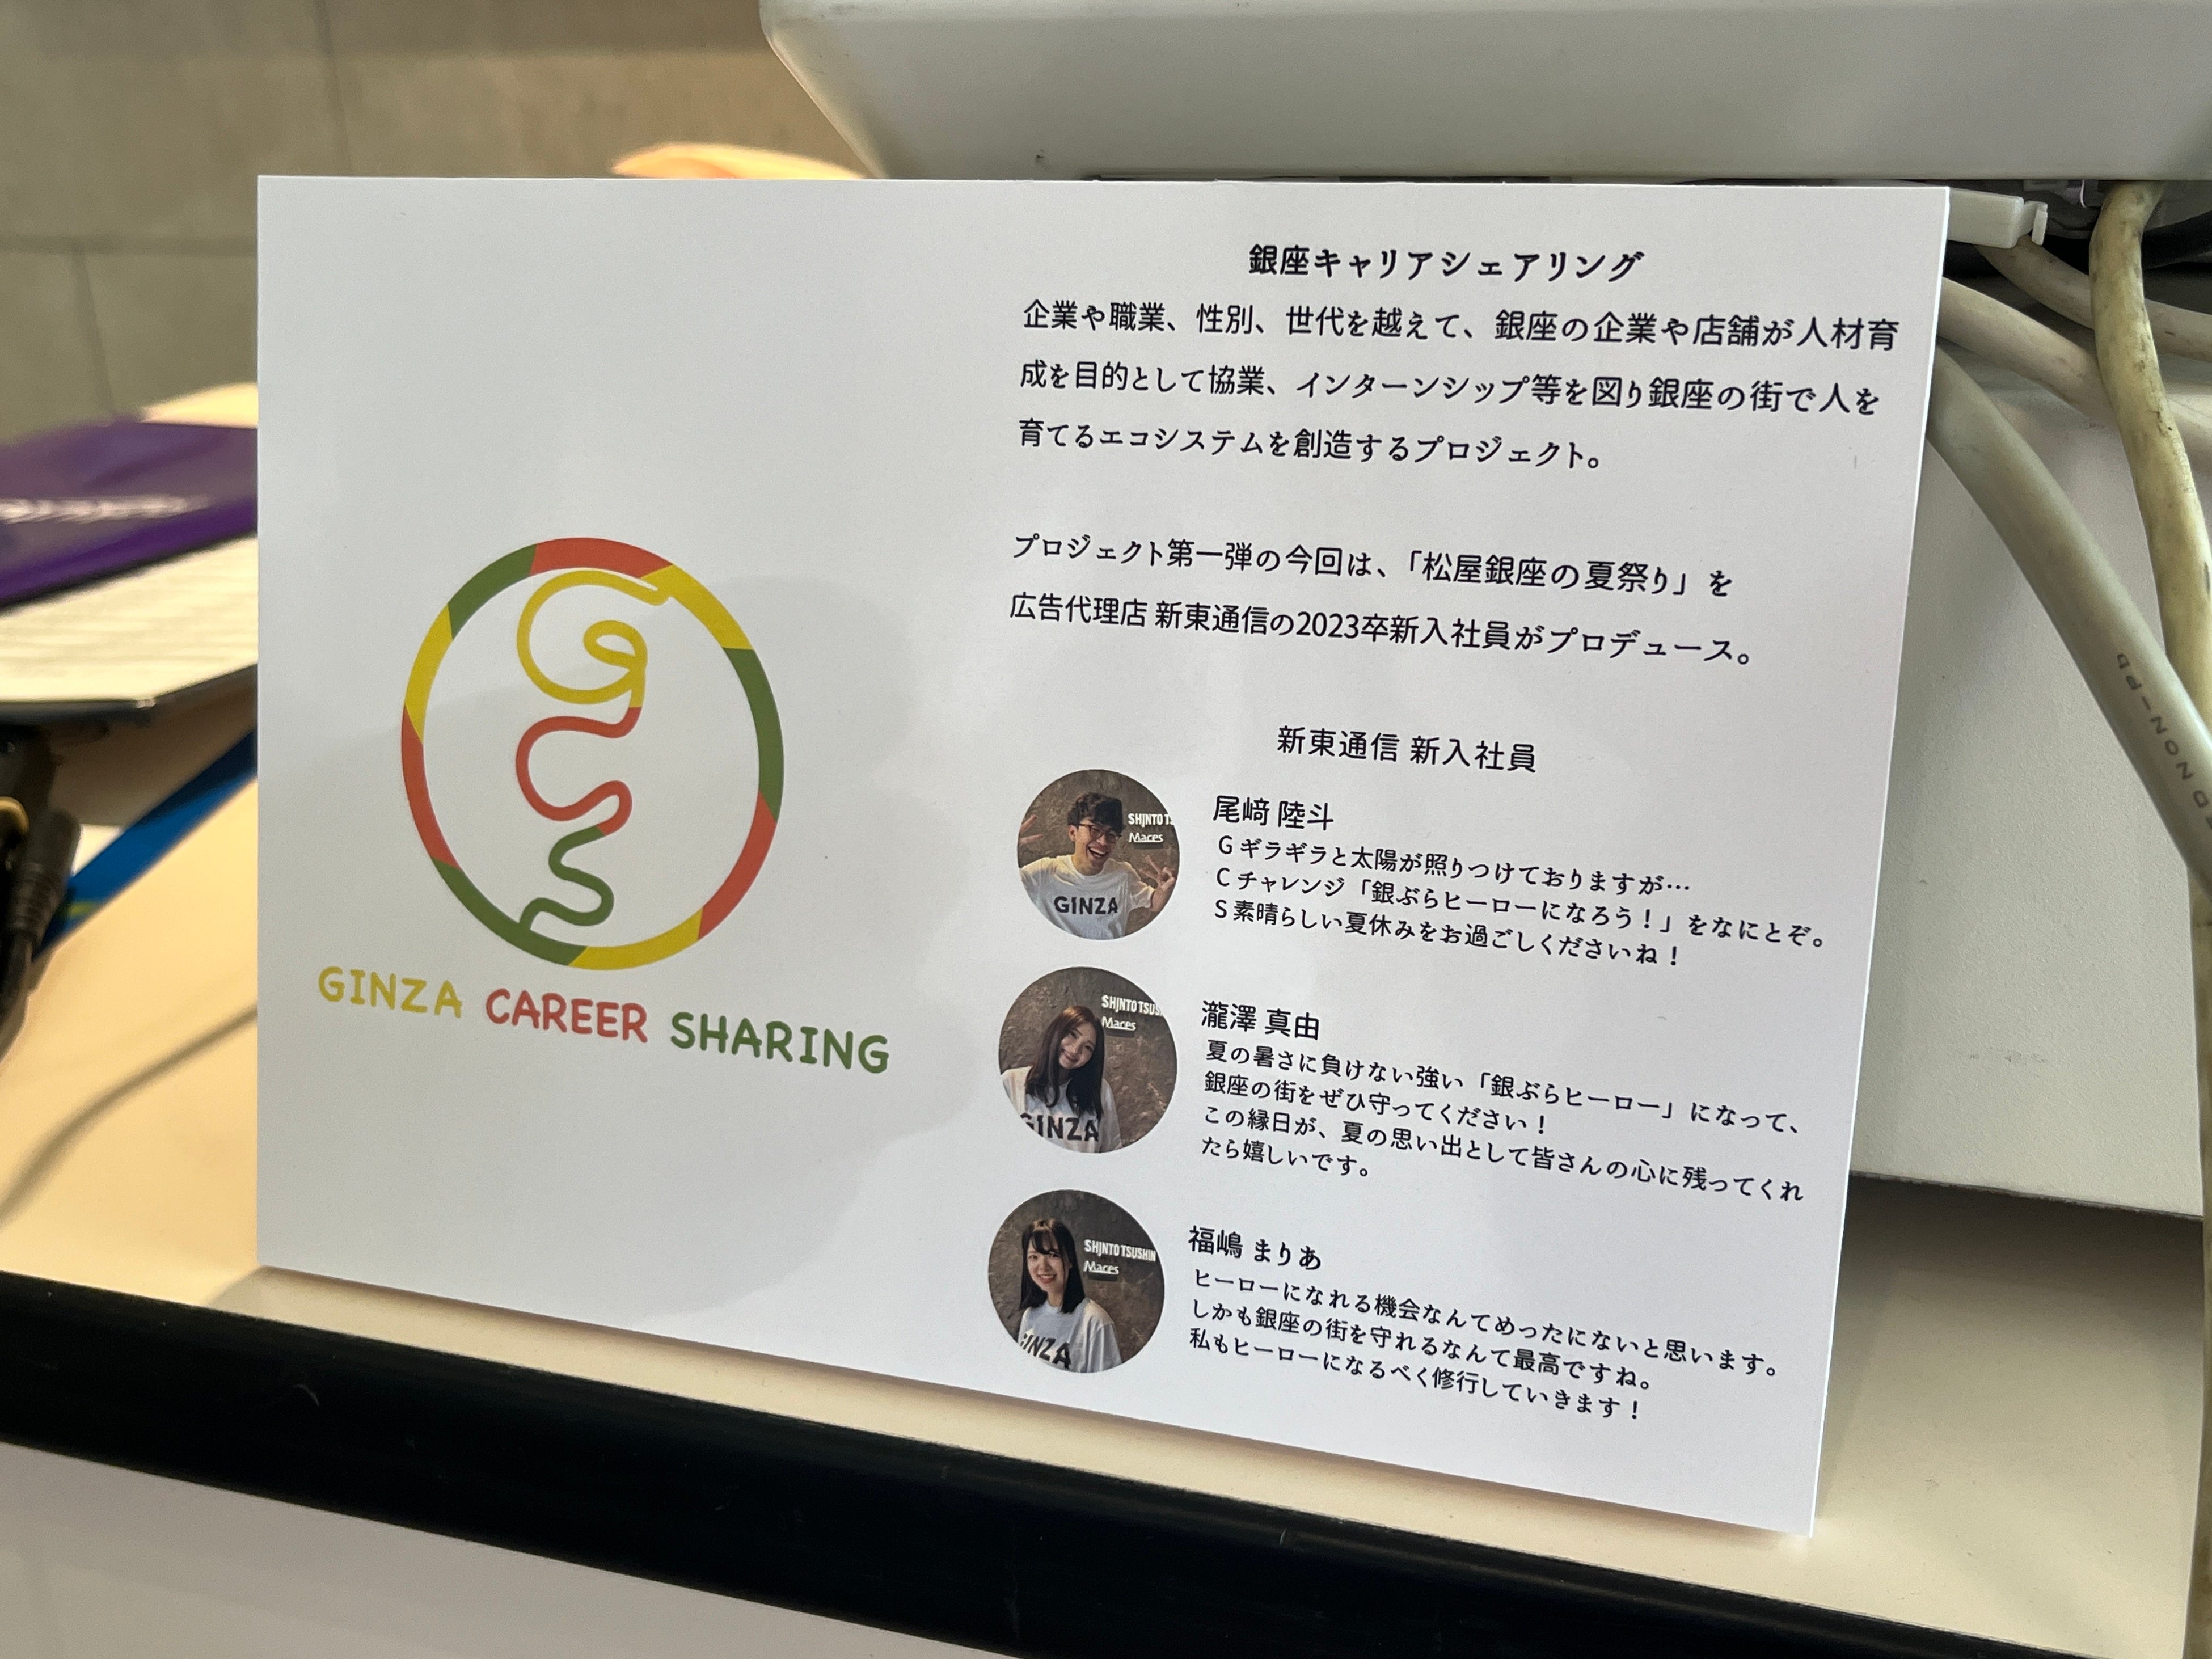 銀座キャリアシェアリング
企業や職業、性別、世代を越えて、銀座の企業や店舗が人材育
成を目的として協業、インターンシップ等を図り銀座の街で人を
育てるエコシステムを創造するプロジェクト。
プロジェクト第一弾の今回は、「松屋銀座の夏祭り」を
広告代理店 新東通信の2023卒新入社員がプロデュース。
GCS
GINZA CAREER SHARING
新東通信 新入社員
SHINTO TS
Maces
GINZA
尾﨑 陸斗
G ギラギラと太陽が照りつけておりますが…
C チャレンジ「銀ぶらヒーローになろう！」をなにとぞ。
S 素晴らしい夏休みをお過ごしくださいね！
SHINTO TSUS
Maces
GINZA
瀧澤 真由
夏の暑さに負けない強い「銀ぶらヒーロー」になって、
銀座の街をぜひ守ってください！
この縁日が、夏の思い出として皆さんの心に残ってくれ
たら嬉しいです。
SHINTO TSUSHIN
Maces
GINZA
福嶋 まりあ
ヒーローになれる機会なんてめったにないと思います。
しかも銀座の街を守れるなんて最高ですね。
私もヒーローになるべく修行していきます！